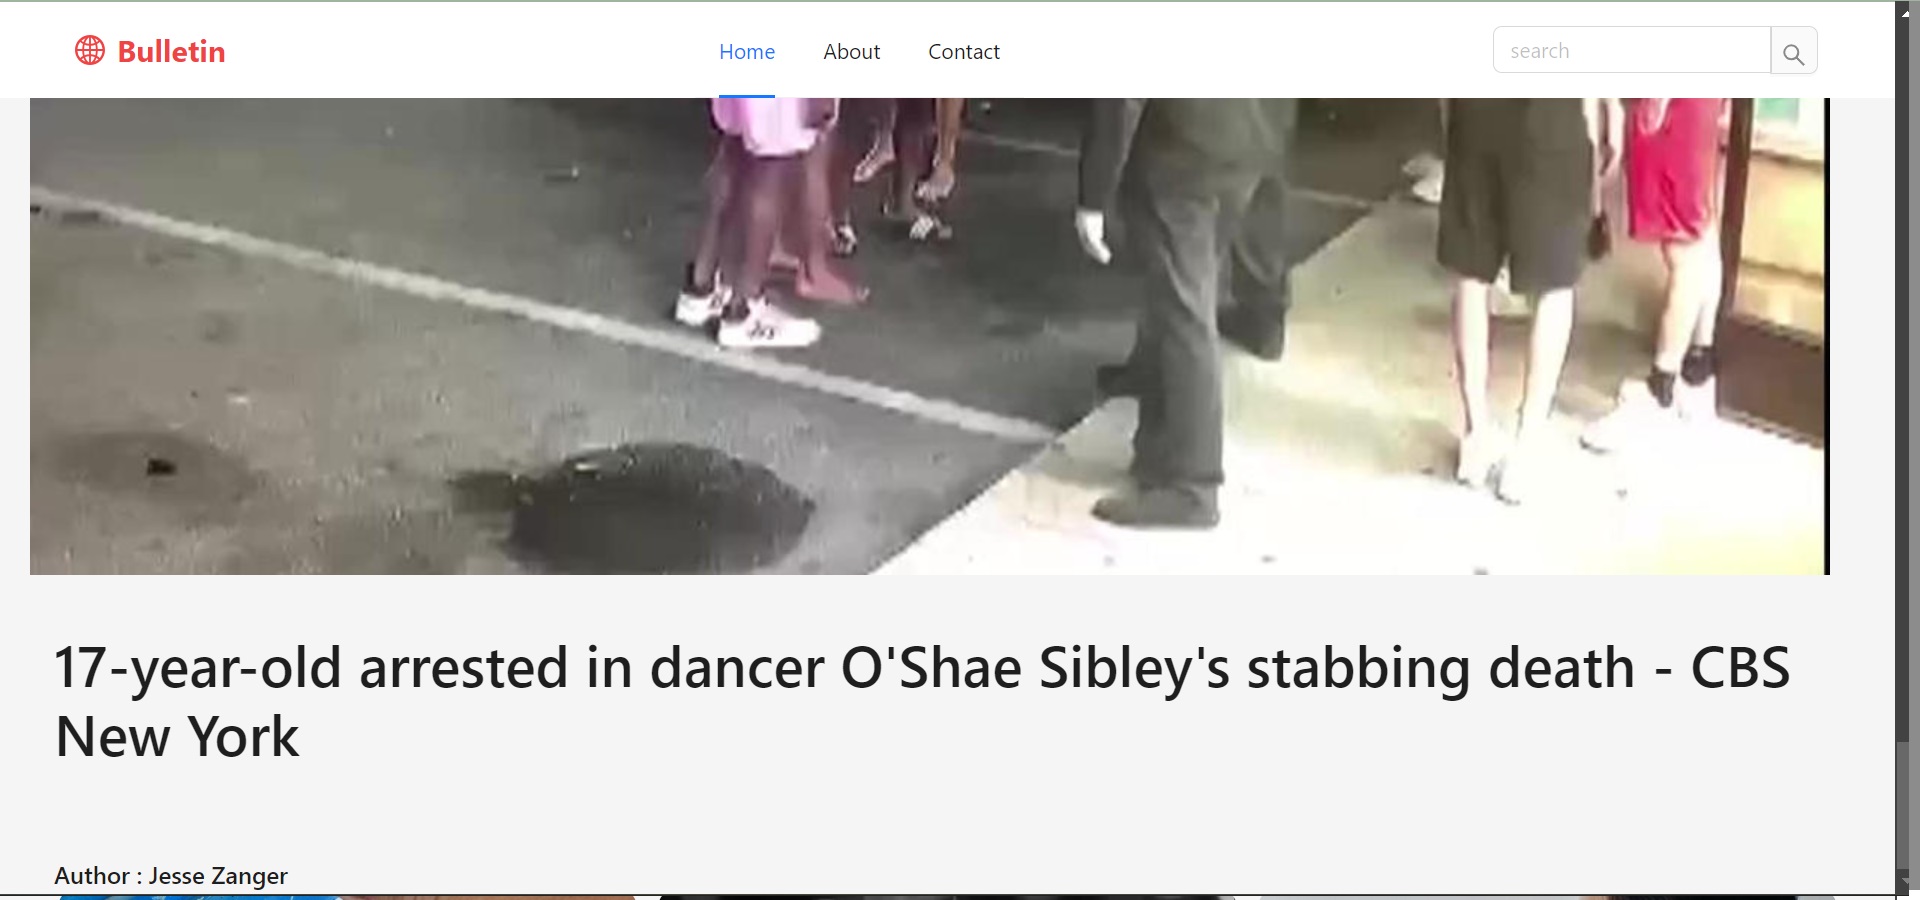 Bulletin
Home About Contact
search
17-year-old arrested in dancer O'Shae Sibley's stabbing death - CBS
New York
Author : Jesse Zanger